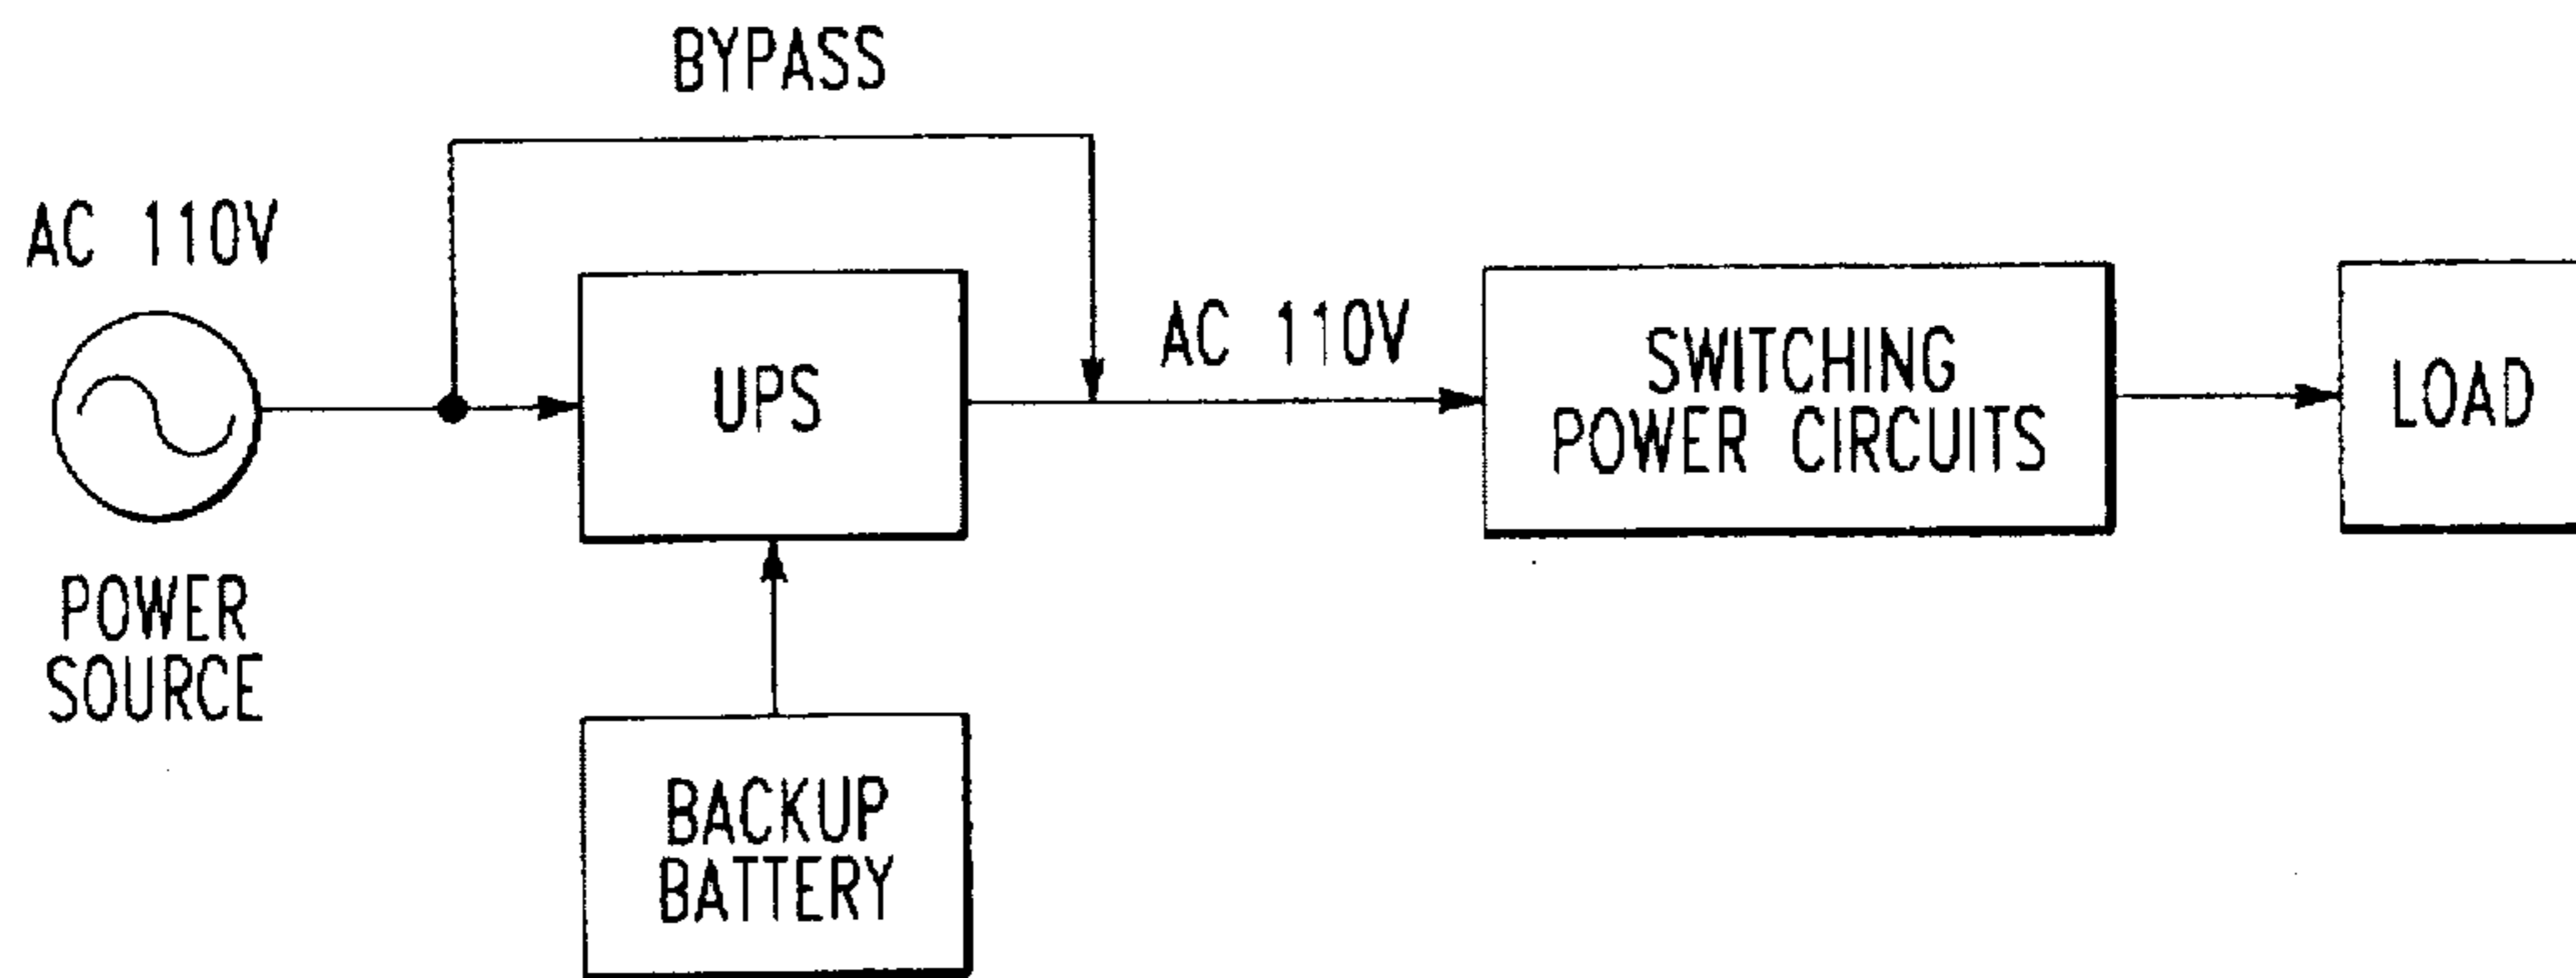 BYPASS
AC 110V
AC 110V
UPS
SWITCHING
POWER CIRCUITS
LOAD
POWER
SOURCE
BACKUP
BATTERY